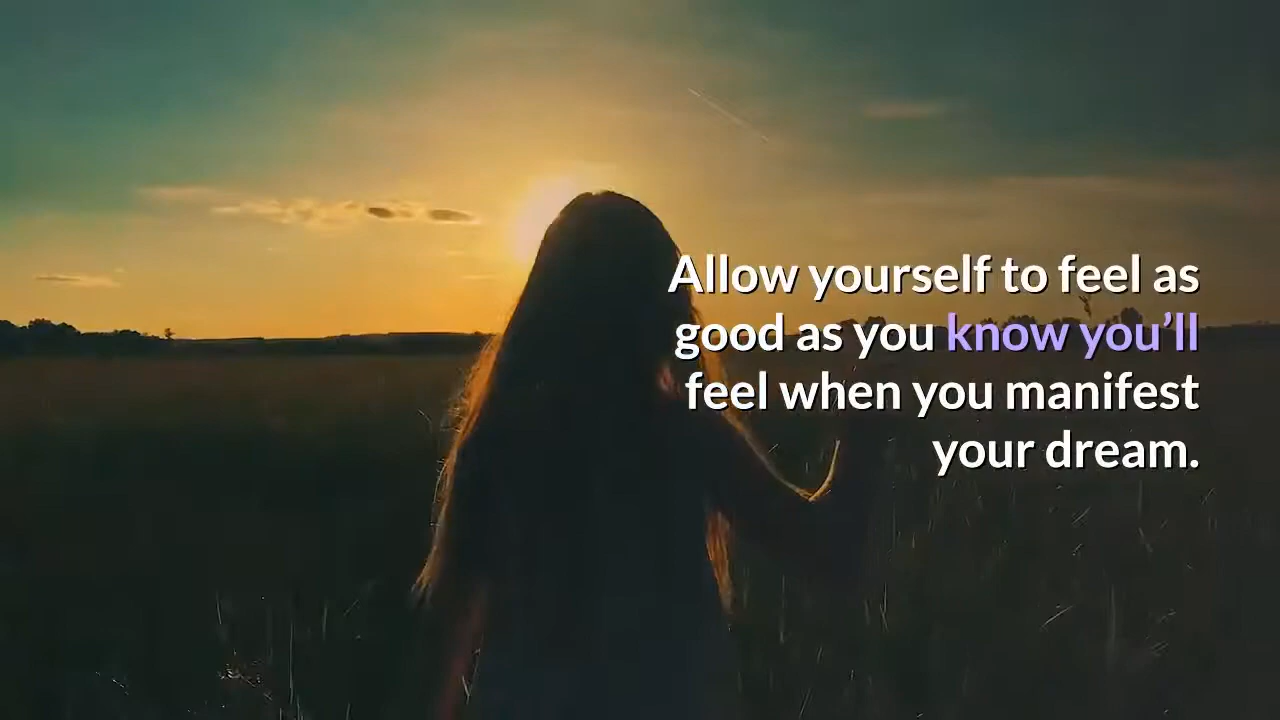 Allow yourself to feel as
good as you know you’ll
feel when you manifest
your dream.